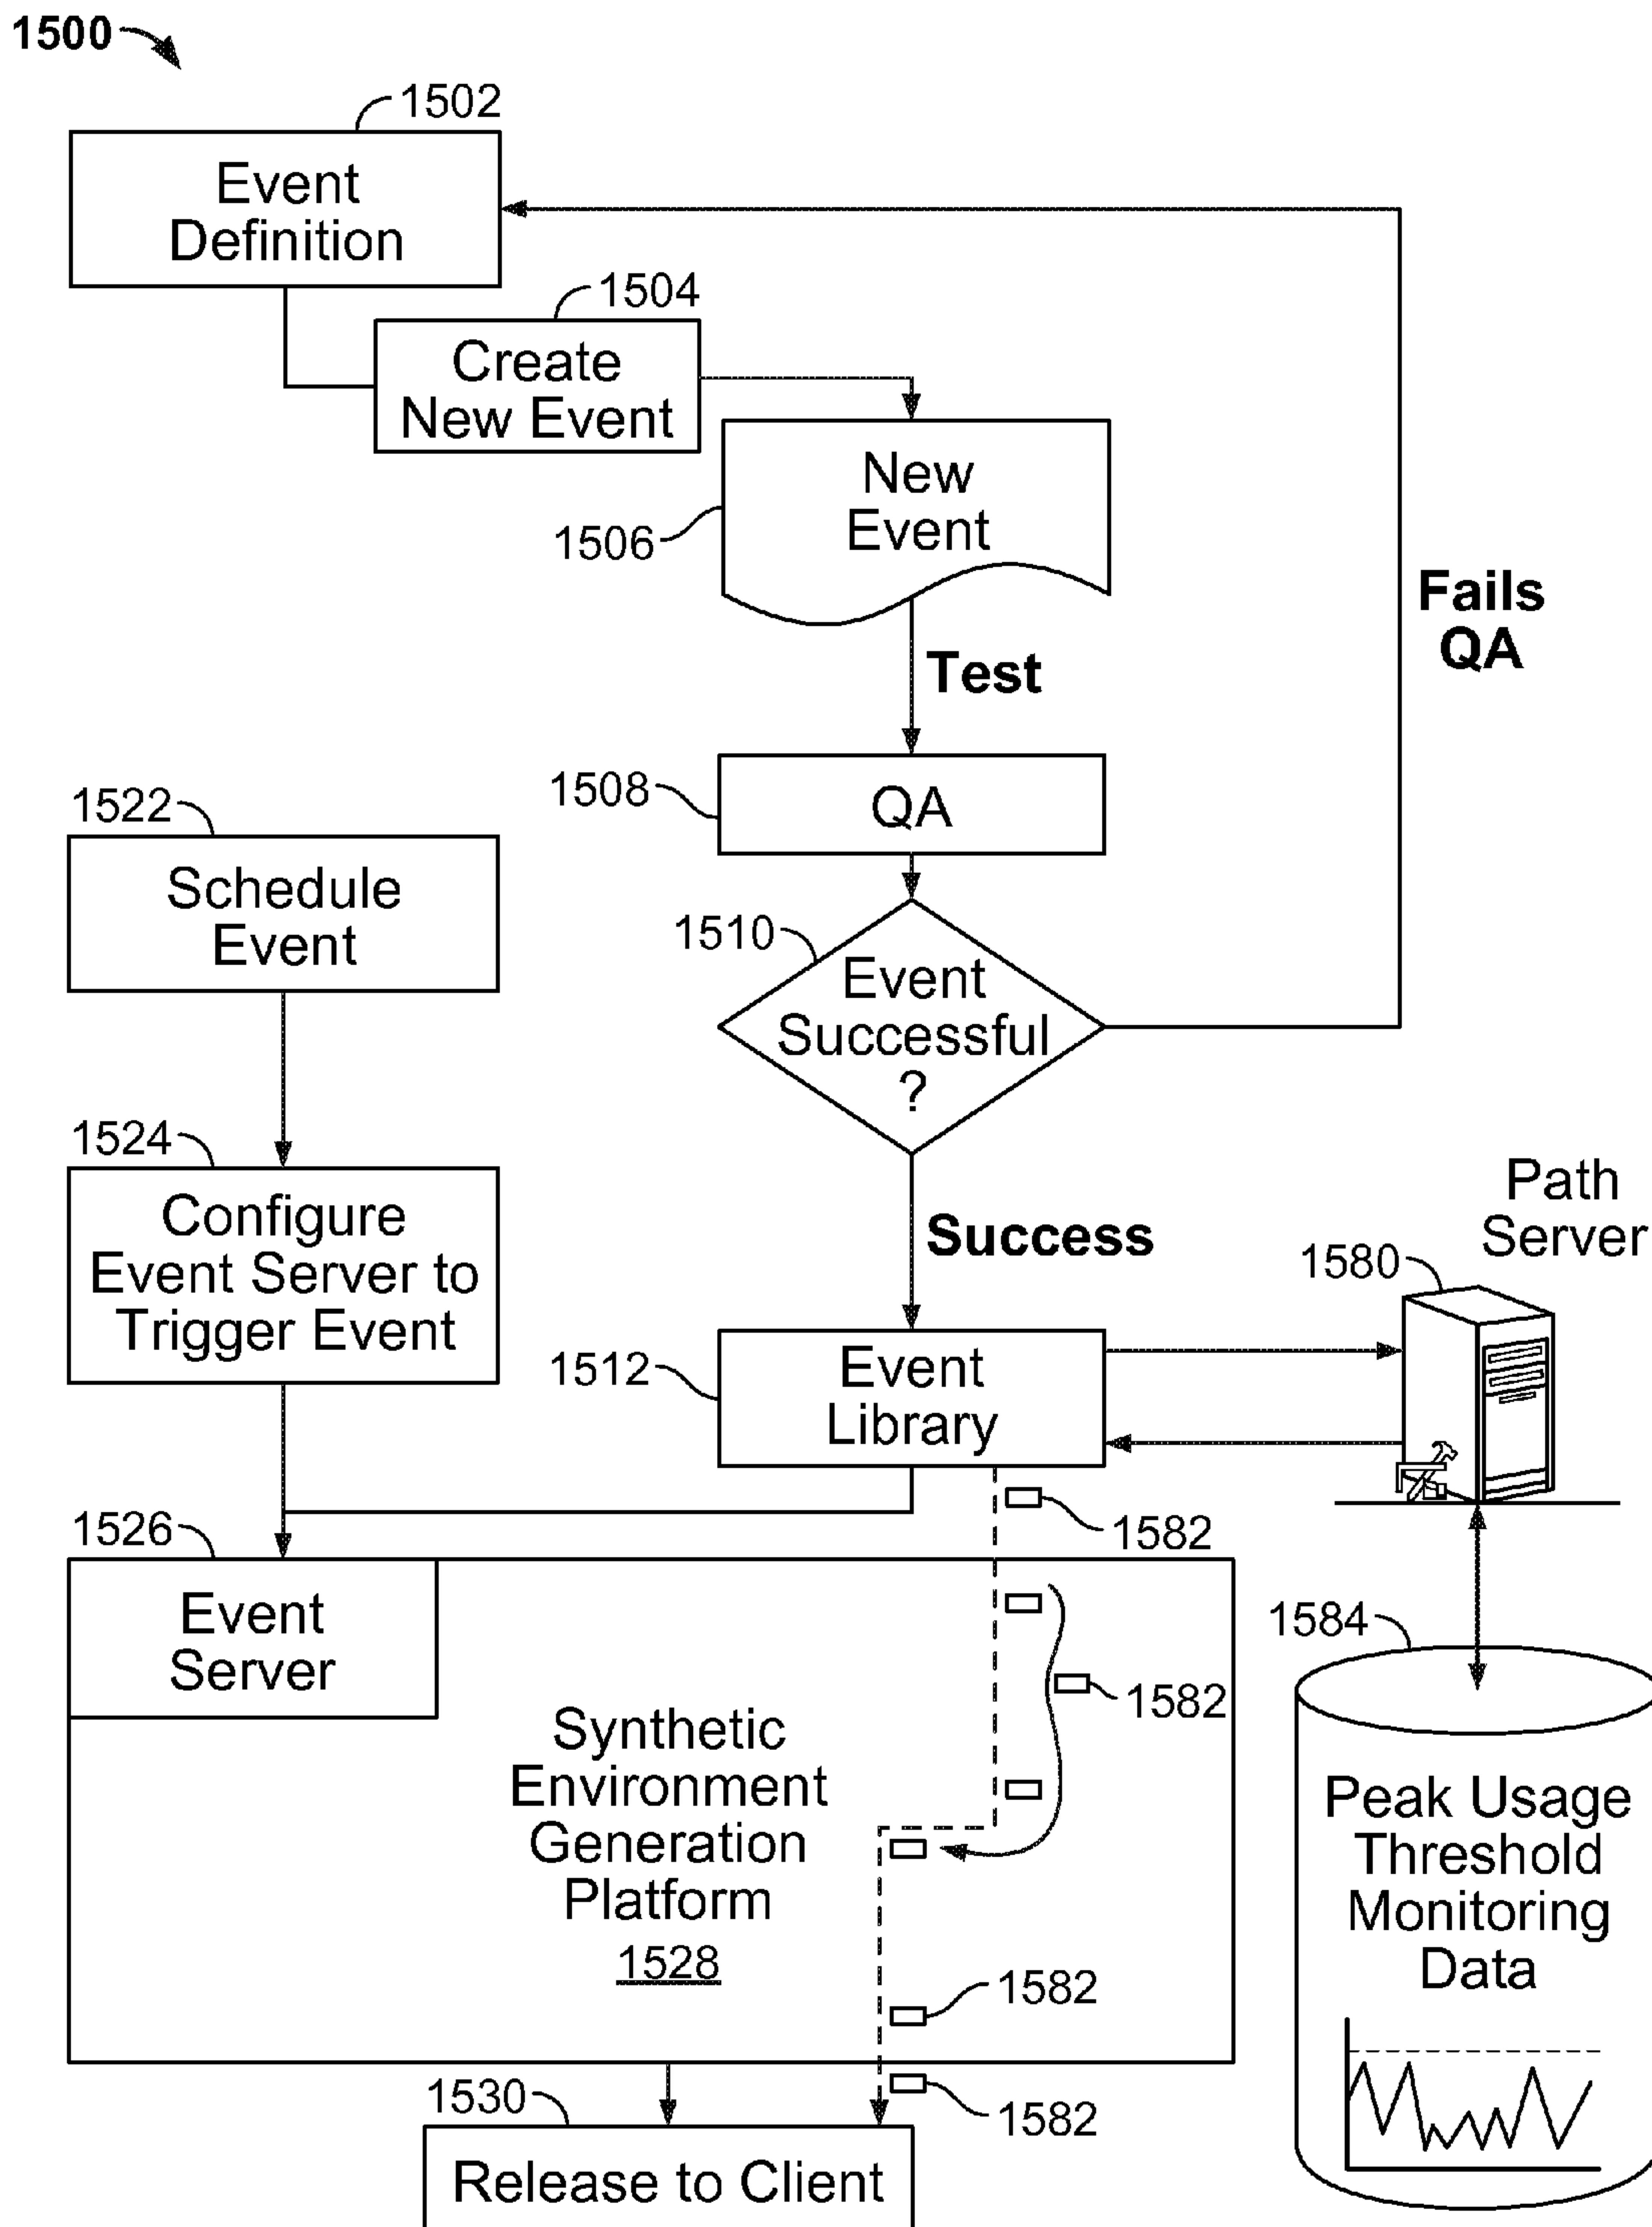 1500
1502
Event
Definition
1504
Create
New Event
New
Event
1506
Fails
QA
Test
1508
QA
1522
Schedule
Event
1510
Event
Successful
?
1524
Configure
Event Server to
Trigger Event
Success
Path
Server
1580
1512
Event
Library
1582
1526
Event
Server
1584
1582
Synthetic
Environment
Generation
Platform
1528
Peak Usage
Threshold
Monitoring
Data
1582
1530
1582
Release to Client